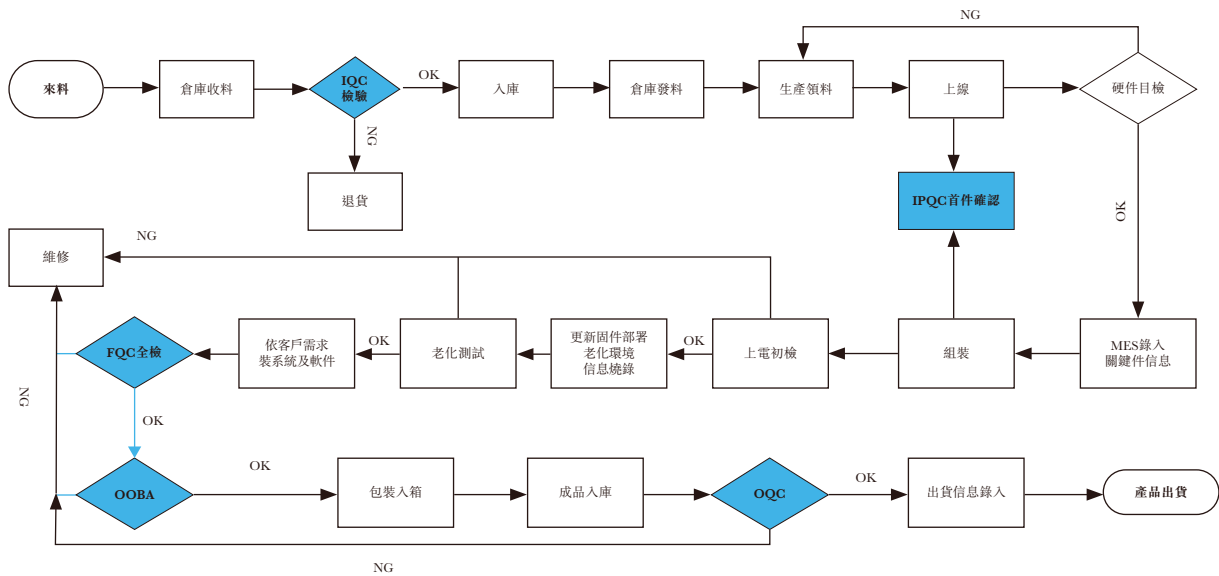 NG
來料
倉庫收料
IQC
檢驗
OK
入庫
倉庫發料
生產領料
上線
硬件目檢
NG
退貨
IPQC首件確認
OK
維修
NG
FQC全檢
依客戶需求
裝系統及軟件
OK
老化測試
更新固件部署
老化環境
信息燒錄
OK
上電初檢
組裝
MES錄入
關鍵件信息
NG
OK
OOBA
OK
包裝入箱
成品入庫
OQC
OK
出貨信息錄入
產品出貨
NG